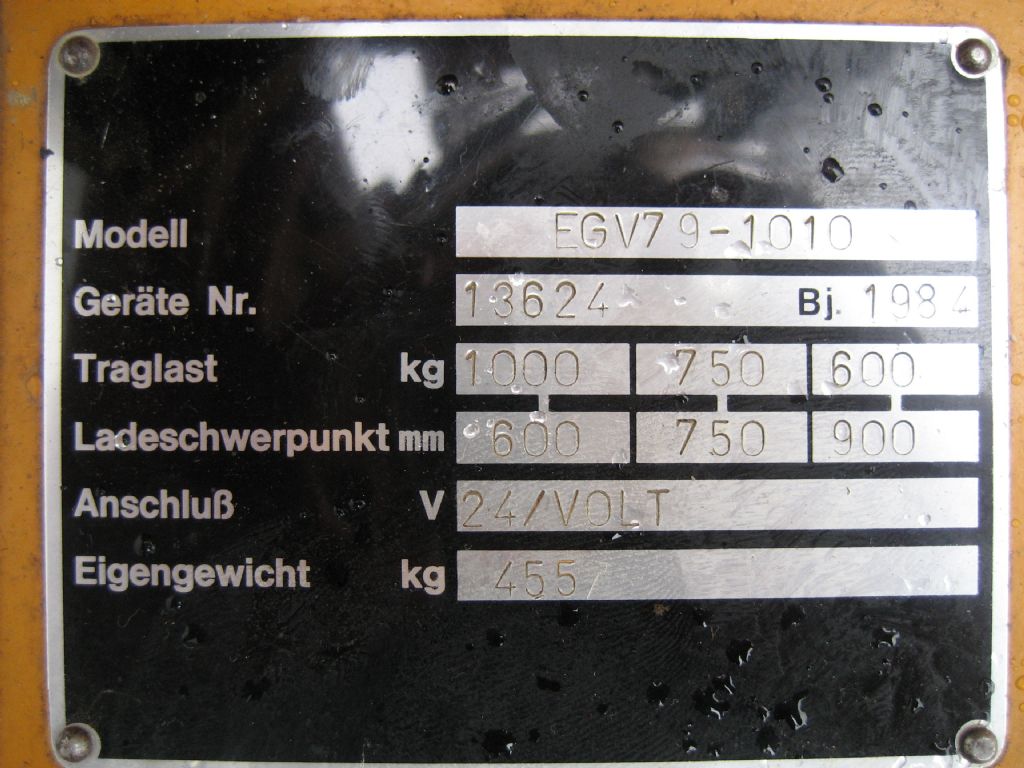 Modell EGV79-1010
Geräte Nr. 13624 Bj. 1984
Traglast kg 1000 750 600
Ladeschwerpunkt mm 600 750 900
Anschluß V 24/VOLT
Eigengewicht kg 455